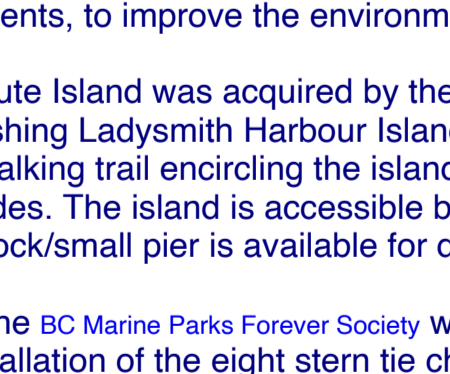 ents, to improve the environm
ute Island was acquired by the
shing Ladysmith Harbour Islan
alking trail encircling the island
des. The island is accessible b
ock/small pier is available for d
ne BC Marine Parks Forever Society w
allation of the eight stern tie ch